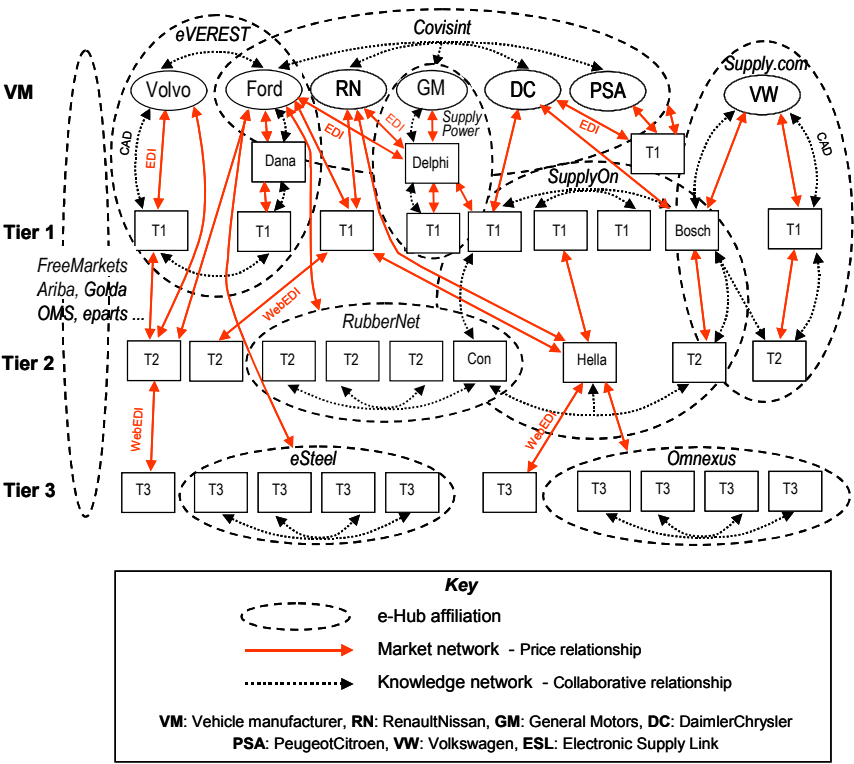 eVEREST
Covisint
Supply.com
VM
Volvo
Ford
RN
GM
DC
PSA
VW
CAD
EDI
EDI
Supply
Power
EDI
CAD
Dana
Delphi
T1
SupplyOn
Tier 1
T1
T1
T1
T1
T1
T1
T1
Bosch
T1
FreeMarkets
Ariba, Golda
OMS, eparts ...
WebEDI
RubberNet
Tier 2
T2
T2
T2
T2
T2
Con
Hella
T2
T2
WebEDI
WebEDI
eSteel
Omnexus
Tier 3
T3
T3
T3
T3
T3
T3
T3
T3
T3
T3
Key
e-Hub affiliation
Market network - Price relationship
Knowledge network - Collaborative relationship
VM: Vehicle manufacturer, RN: RenaultNissan, GM: General Motors, DC: DaimlerChrysler
PSA: PeugeotCitroen, VW: Volkswagen, ESL: Electronic Supply Link